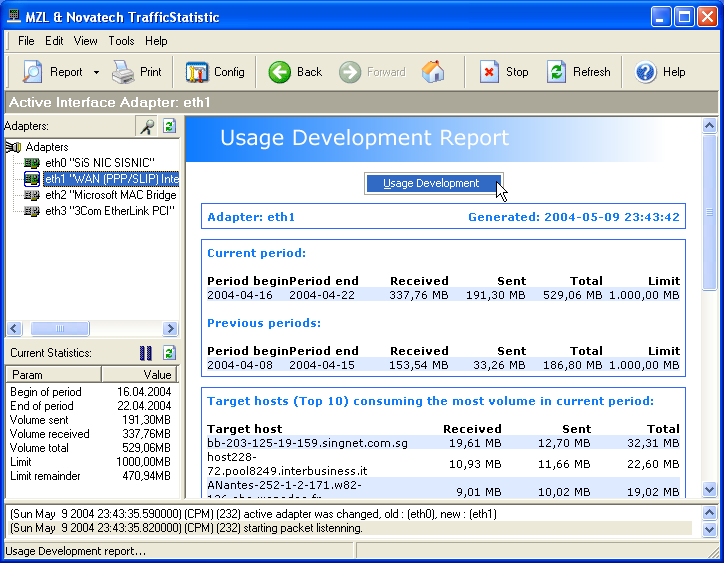 MZL & Novatech TrafficStatistic
File Edit View Tools Help
Report Print Config Back Forward Stop Refresh Help
Active Interface Adapter: eth1
Adapters:
Adapters
eth0 "SiS NIC SISNIC"
eth1 "WAN (PPP/SLIP) Inte
eth2 "Microsoft MAC Bridge
eth3 "3Com EtherLink PCI"
Current Statistics:
Param Value
Begin of period 16.04.2004
End of period 22.04.2004
Volume sent 191,30MB
Volume received 337,76MB
Volume total 529,06MB
Limit 1000,00MB
Limit remainder 470,94MB
Usage Development Report
Usage Development
Adapter: eth1 Generated: 2004-05-09 23:43:42
Current period:
Period begin Period end Received Sent Total Limit
2004-04-16 2004-04-22 337,76 MB 191,30 MB 529,06 MB 1.000,00 MB
Previous periods:
Period begin Period end Received Sent Total Limit
2004-04-08 2004-04-15 153,54 MB 33,26 MB 186,80 MB 1.000,00 MB
Target hosts (Top 10) consuming the most volume in current period:
Target host Received Sent Total
bb-203-125-19-159.singnet.com.sg 19,61 MB 12,70 MB 32,31 MB
host228-
72.pool8249.interbusiness.it 10,93 MB 11,66 MB 22,60 MB
ANantes-252-1-2-171.w82-
9,01 MB 10,02 MB 19,02 MB
(Sun May 9 2004 23:43:35.590000) (CPM) (232) active adapter was changed, old : (eth0), new : (eth1)
(Sun May 9 2004 23:43:35.820000) (CPM) (232) starting packet listenning.
Usage Development report...